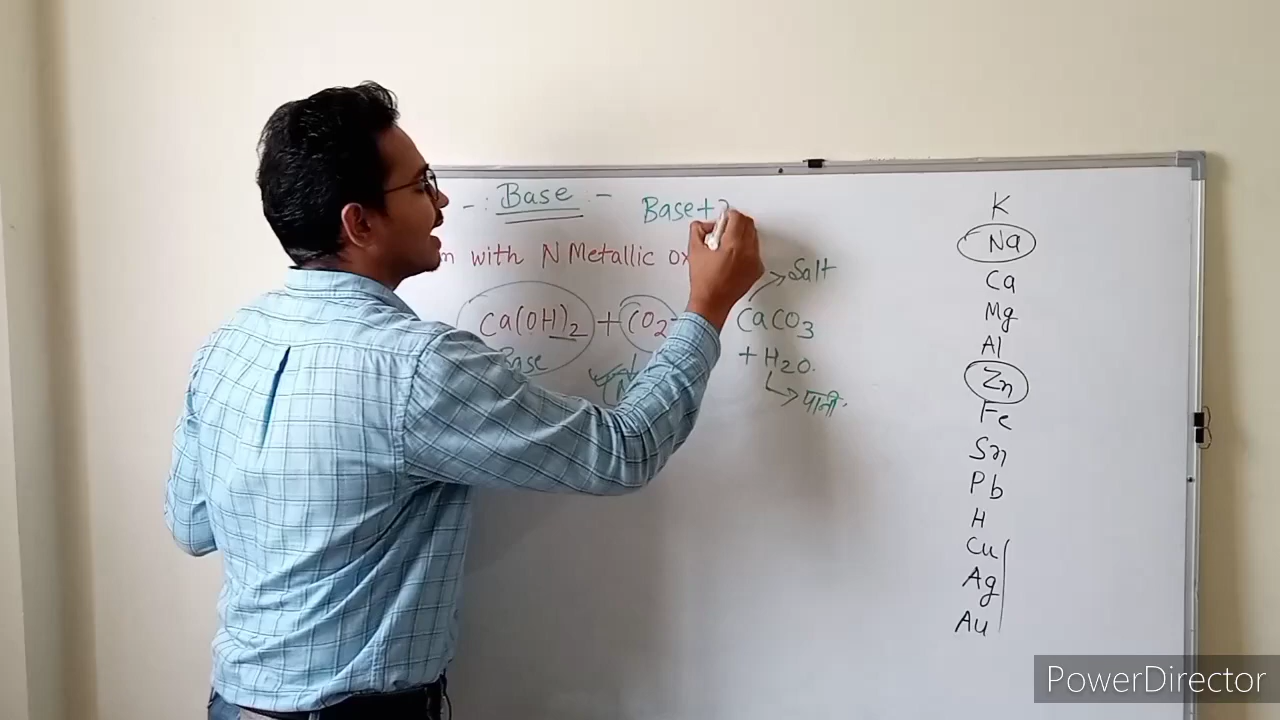 -: Base :-
Base +
with N Metallic
Salt
Ca(OH)2 + CO2 CaCO3
Base
+ H2O.
पानी
K
Na
Ca
Mg
Al
Zn
Fe
Sn
Pb
H
Cu
Ag
Au
PowerDirector